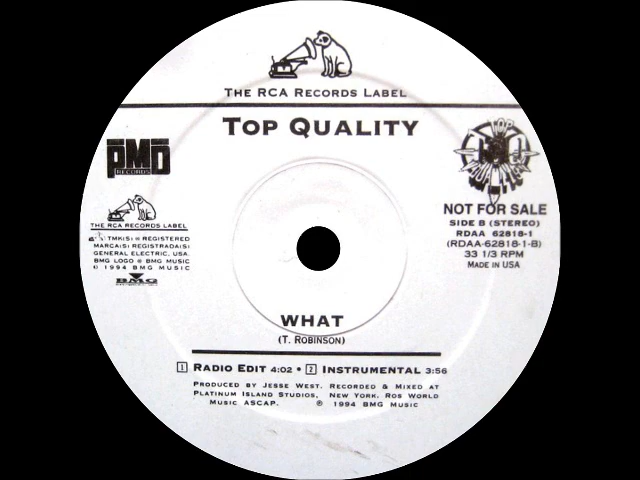 THE RCA RECORDS LABEL
TOP QUALITY
PMD
RECORDS
THE RCA RECORDS LABEL
TMK(S) ® REGISTERED
MARCA(S) REGISTRADA(S)
GENERAL ELECTRIC, USA.
BMG LOGO ® BMG MUSIC
© 1994 BMG MUSIC
BMG
TOP
QUALITY
NOT FOR SALE
SIDE B (STEREO)
RDAA 62818-1
(RDAA-62818-1-B)
33 1/3 RPM
MADE IN USA
WHAT
(T. ROBINSON)
1 RADIO EDIT 4:02 • 2 INSTRUMENTAL 3:56
PRODUCED BY JESSE WEST. RECORDED & MIXED AT
PLATINUM ISLAND STUDIOS, NEW YORK. ROS WORLD
MUSIC ASCAP. ℗ 1994 BMG MUSIC